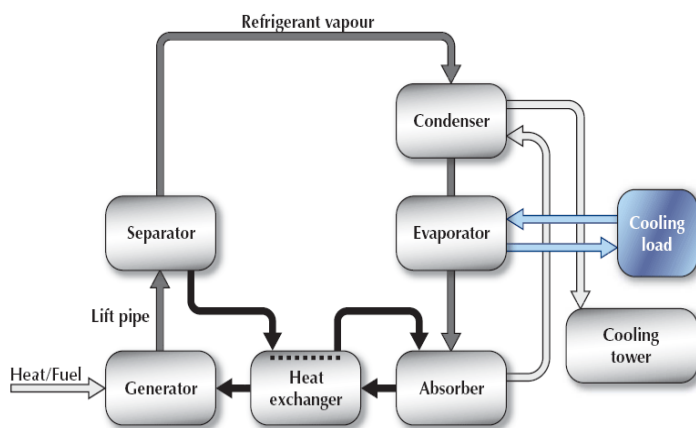 Refrigerant vapour
Condenser
Separator
Evaporator
Cooling
load
Lift pipe
Cooling
tower
Heat/Fuel
Generator
Heat
exchanger
Absorber